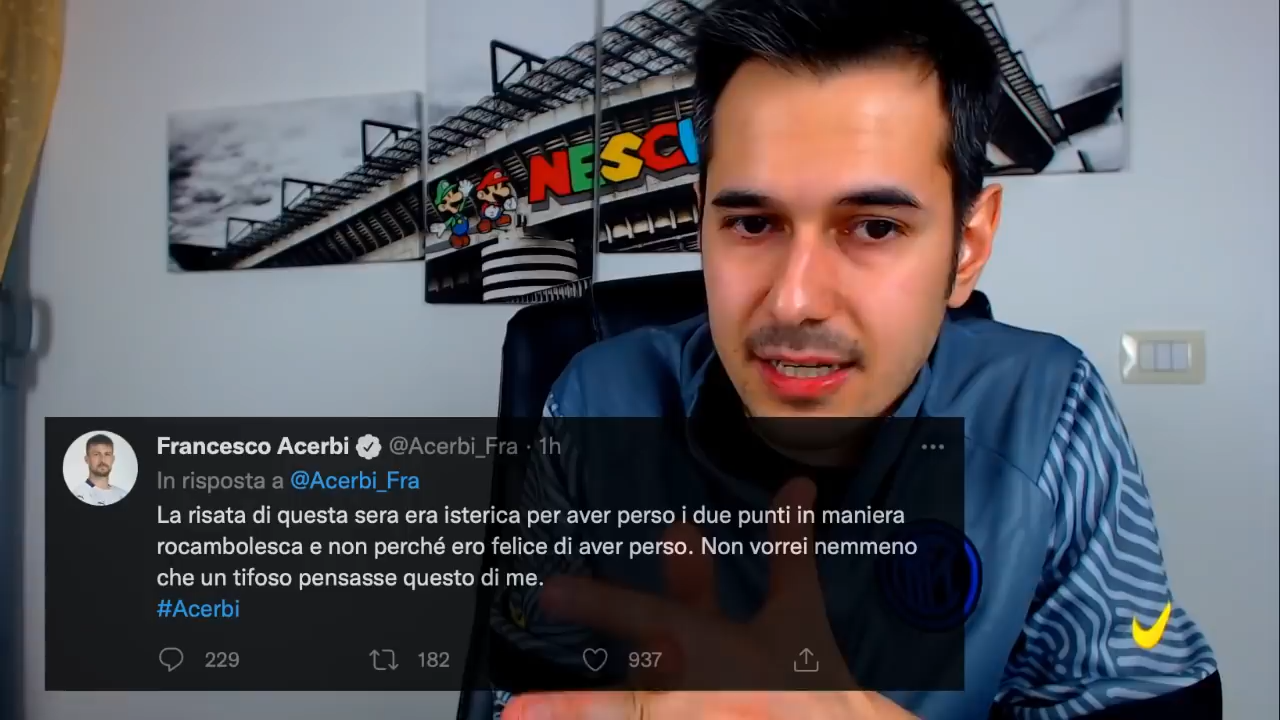 NESCI
Francesco Acerbi @Acerbi_Fra · 1h
In risposta a @Acerbi_Fra
La risata di questa sera era isterica per aver perso i due punti in maniera
rocambolesca e non perché ero felice di aver perso. Non vorrei nemmeno
che un tifoso pensasse questo di me.
#Acerbi
229 182 937